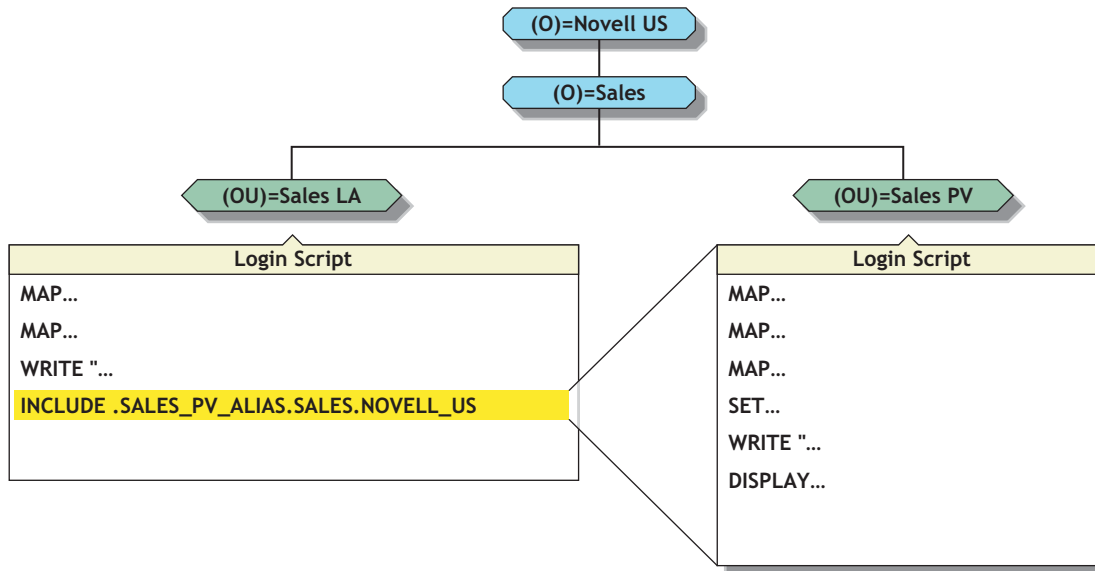 (O)=Novell US
(O)=Sales
(OU)=Sales LA
(OU)=Sales PV
Login Script
MAP...
MAP...
WRITE "...
INCLUDE .SALES_PV_ALIAS.SALES.NOVELL_US
Login Script
MAP...
MAP...
MAP...
SET...
WRITE "...
DISPLAY...